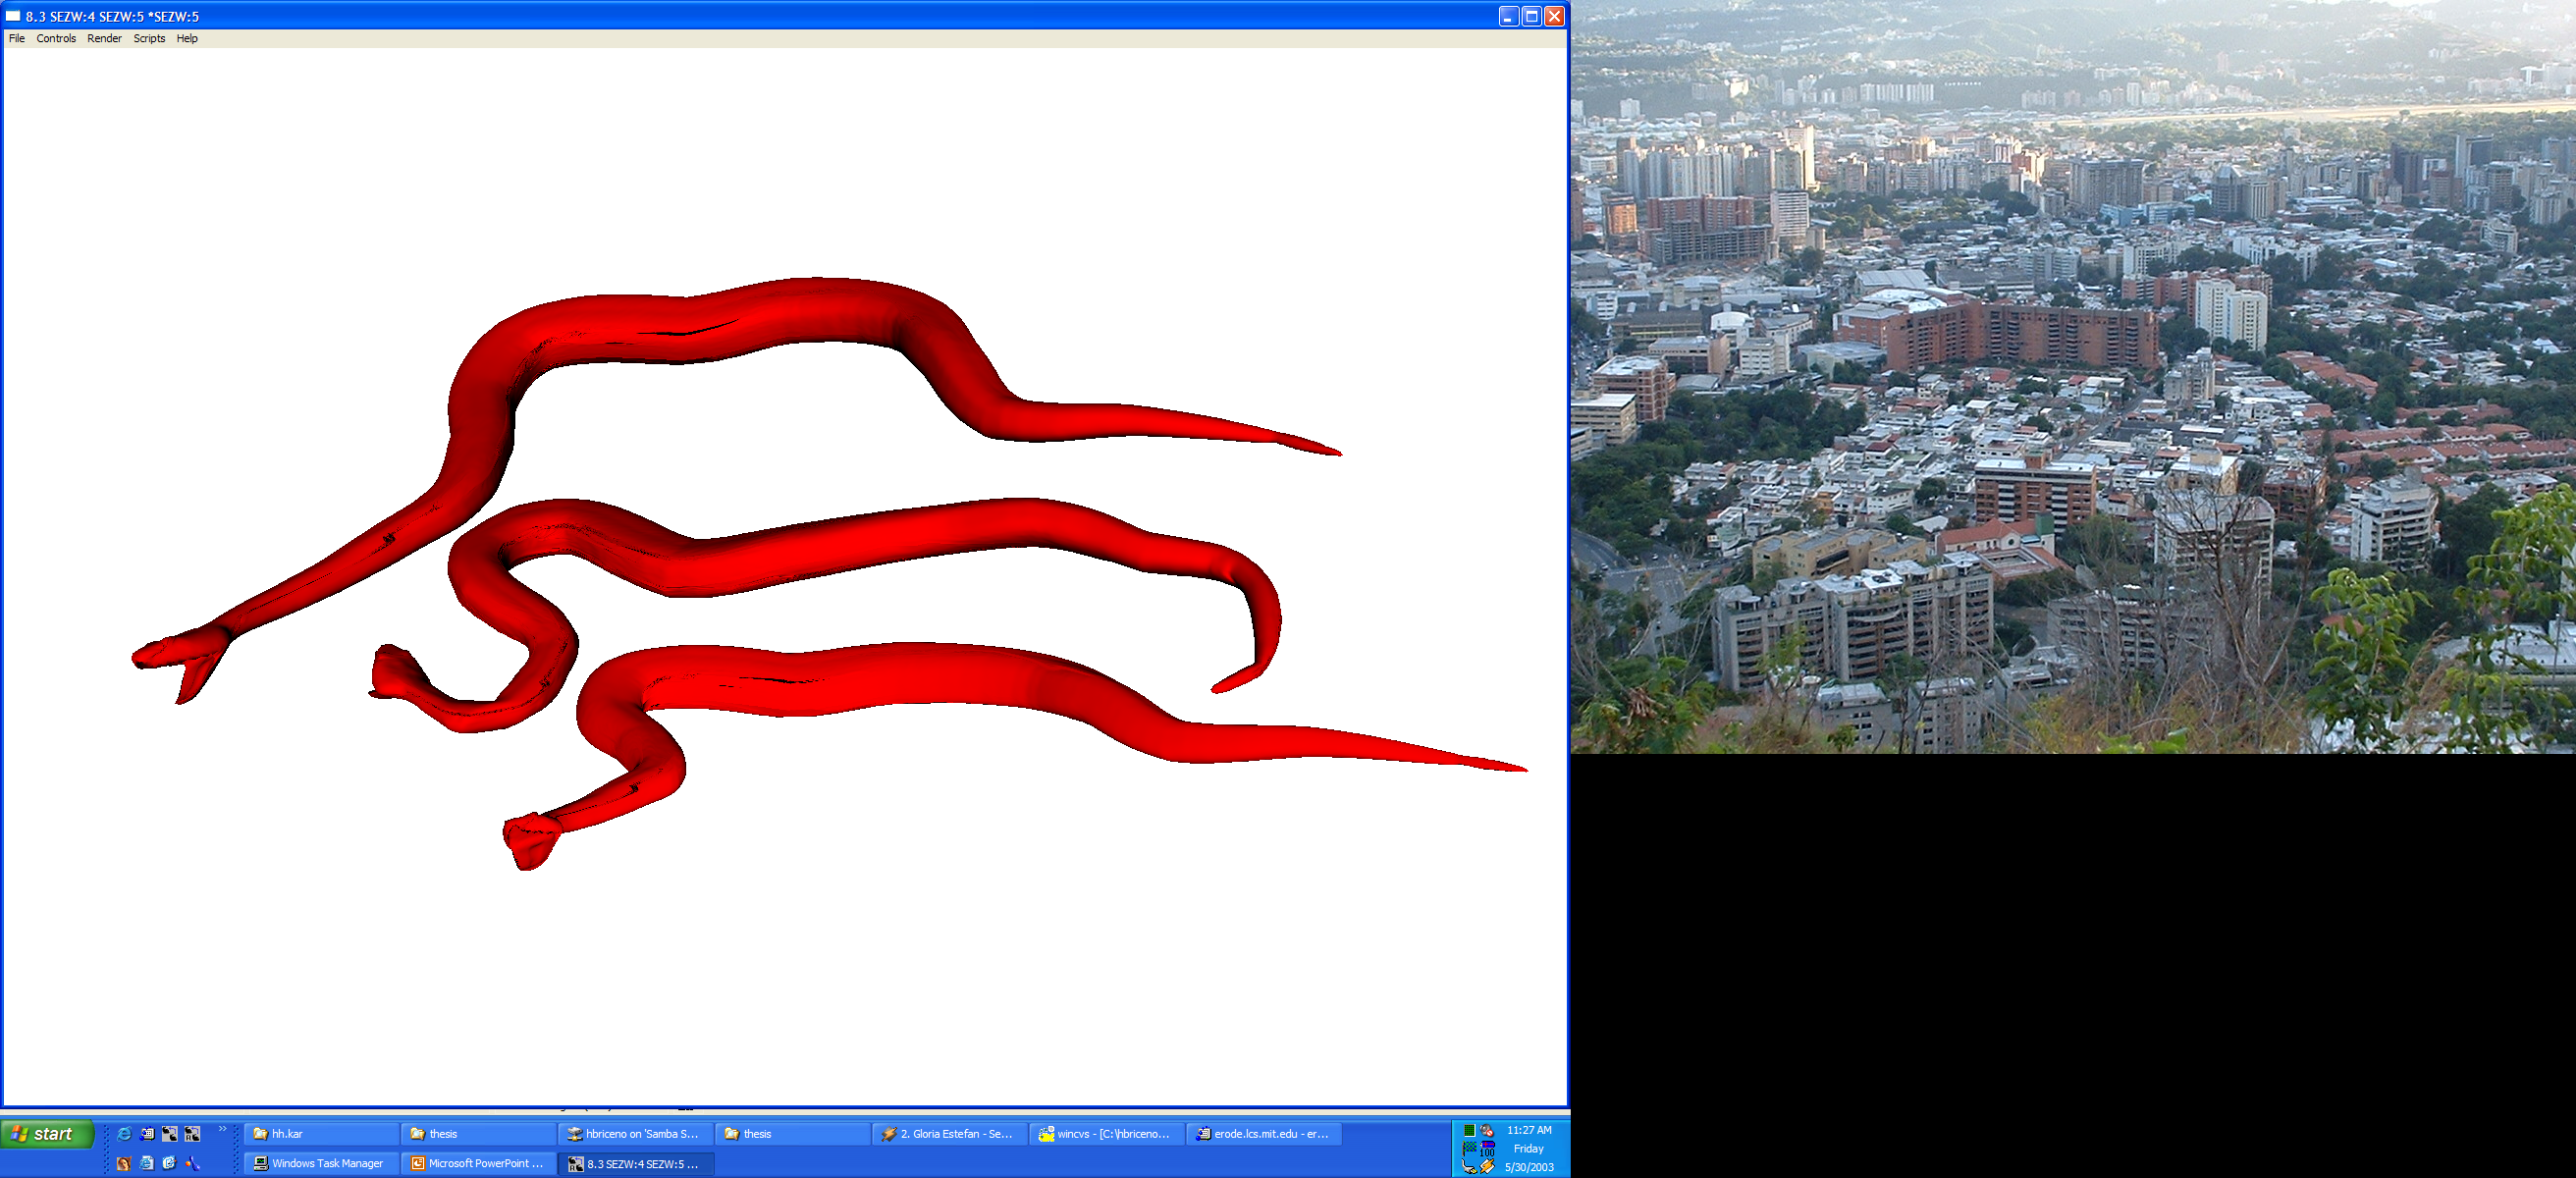 8.3 SEZW:4 SEZW:5 *SEZW:5
File Controls Render Scripts Help
start
hh.kar
thesis
hbriceno on 'Samba S...
thesis
2. Gloria Estefan - Se...
wincvs - [C:\hbriceno...
erode.lcs.mit.edu - er...
11:27 AM
Windows Task Manager
Microsoft PowerPoint ...
8.3 SEZW:4 SEZW:5 ...
100
Friday
5/30/2003